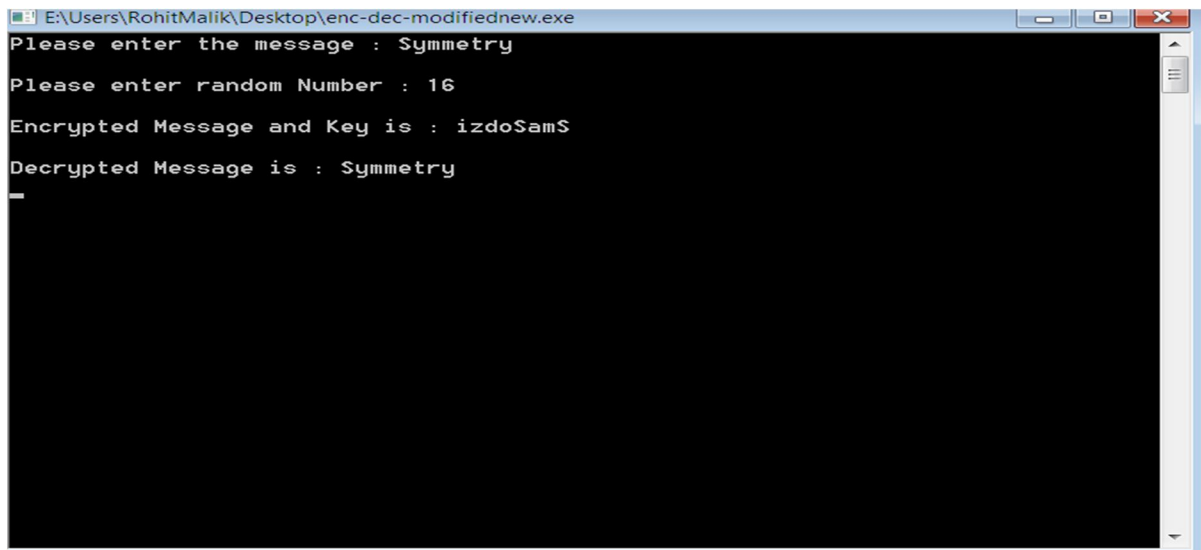 E:\Users\RohitMalik\Desktop\enc-dec-modifiednew.exe
Please enter the message : Symmetry
Please enter random Number : 16
Encrypted Message and Key is : izdoSamS
Decrypted Message is : Symmetry